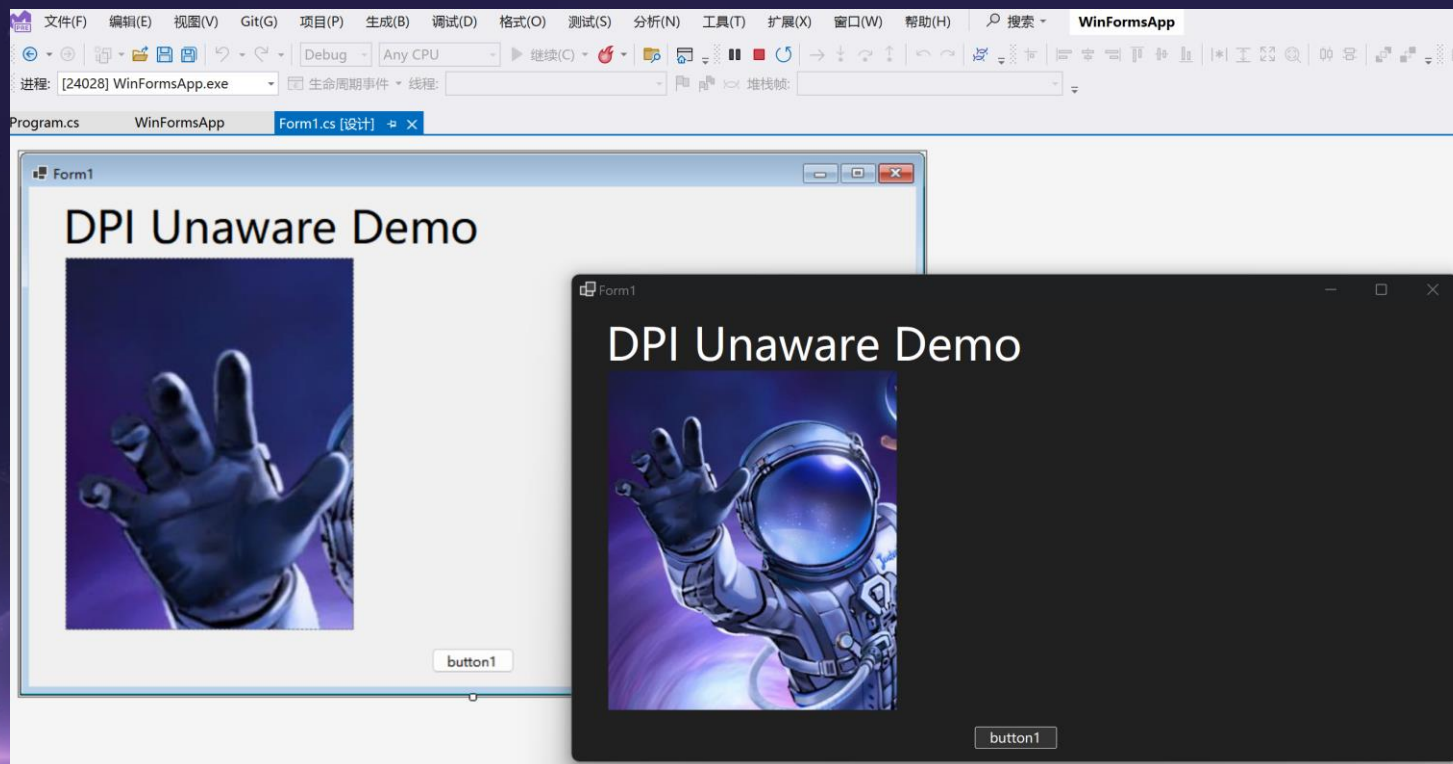 文件(F) 编辑(E) 视图(V) Git(G) 项目(P) 生成(B) 调试(D) 格式(O) 测试(S) 分析(N) 工具(T) 扩展(X) 窗口(W) 帮助(H) 搜索 WinFormsApp
Debug Any CPU 继续(C)
进程: [24028] WinFormsApp.exe 生命周期事件 线程: 堆栈帧:
Program.cs WinFormsApp Form1.cs [设计]
Form1
DPI Unaware Demo
button1
Form1
DPI Unaware Demo
button1